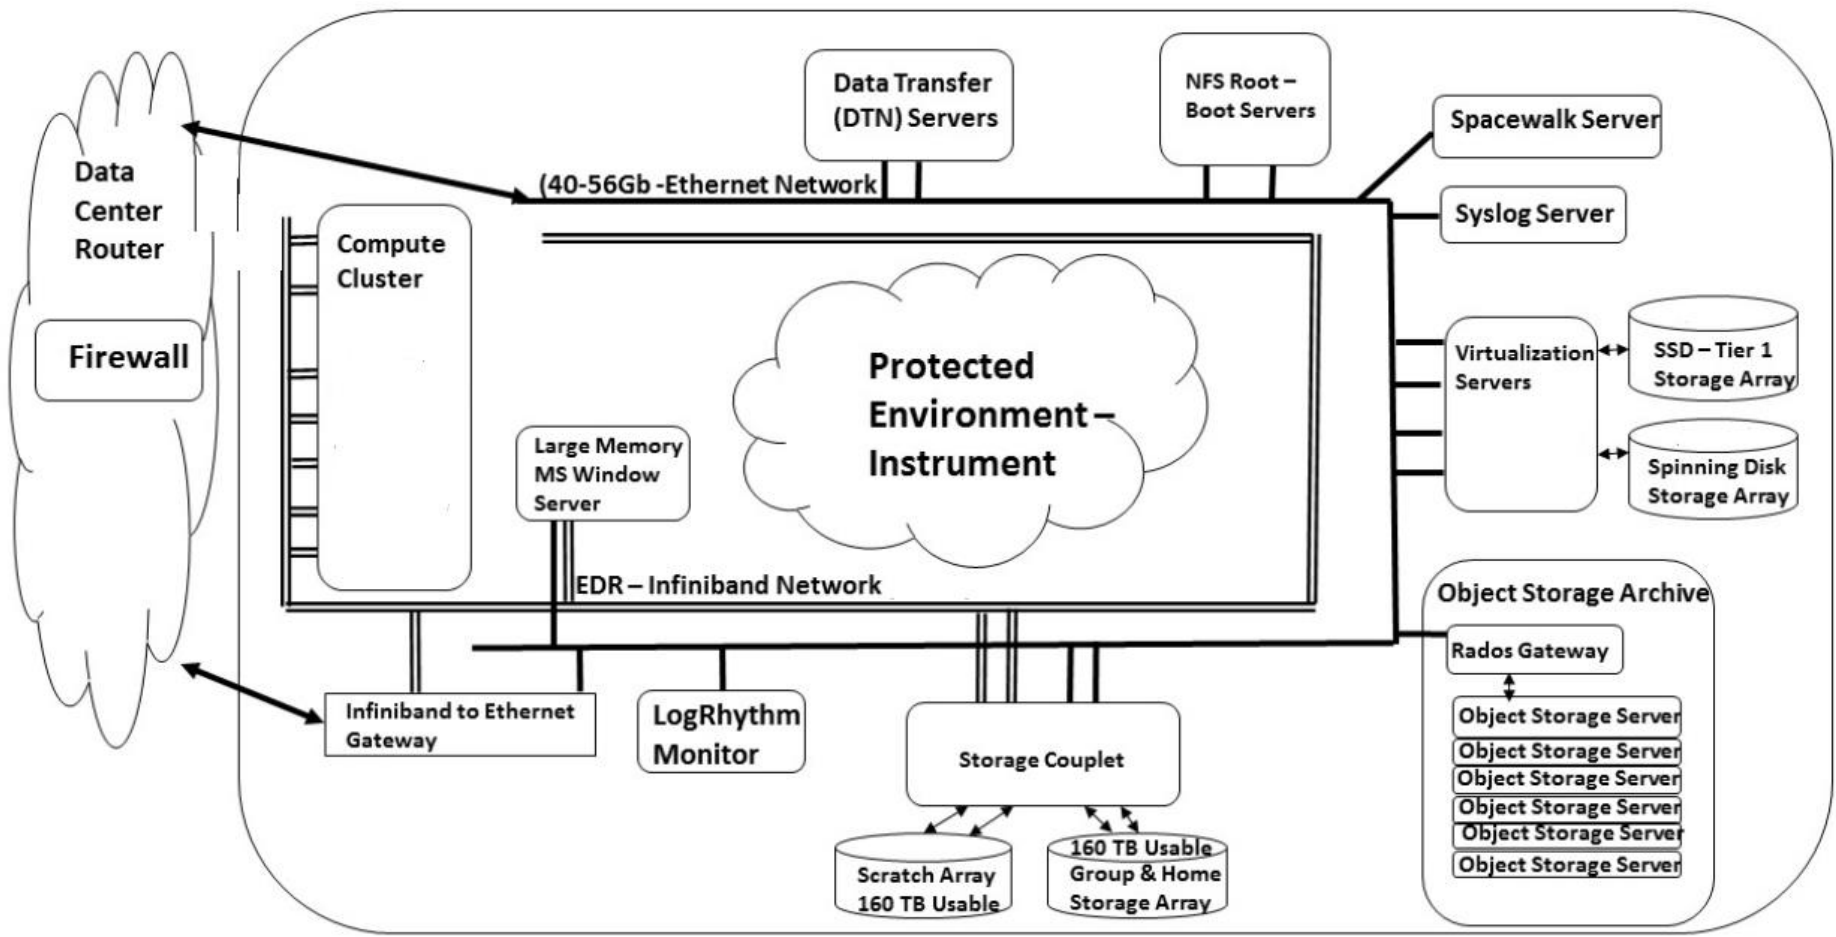 Data Transfer
(DTN) Servers
NFS Root –
Boot Servers
Spacewalk Server
Syslog Server
(40-56Gb -Ethernet Network
Data
Center
Router
Firewall
Compute
Cluster
Protected
Environment –
Instrument
Large Memory
MS Window
Server
EDR – Infiniband Network
Virtualization
Servers
SSD – Tier 1
Storage Array
Spinning Disk
Storage Array
Object Storage Archive
Rados Gateway
Object Storage Server
Object Storage Server
Object Storage Server
Object Storage Server
Object Storage Server
Object Storage Server
Infiniband to Ethernet
Gateway
LogRhythm
Monitor
Storage Couplet
Scratch Array
160 TB Usable
160 TB Usable
Group & Home
Storage Array